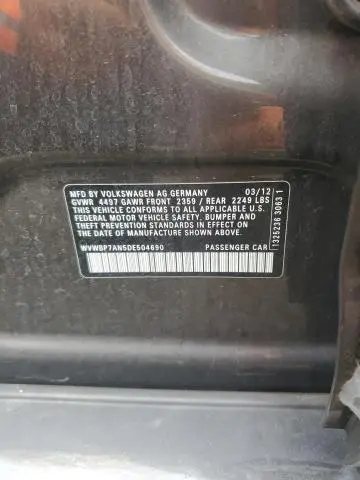 MFD BY VOLKSWAGEN AG GERMANY 03/12
GVWR 4497 GAWR FRONT 2359 / REAR 2249 LBS
THIS VEHICLE CONFORMS TO ALL APPLICABLE U.S.
FEDERAL MOTOR VEHICLE SAFETY, BUMPER AND
THEFT PREVENTION STANDARDS IN EFFECT ON THE
DATE OF MANUFACTURE SHOWN ABOVE.
WVWBP7AN5DE504690 PASSENGER CAR
1325236 3063 1